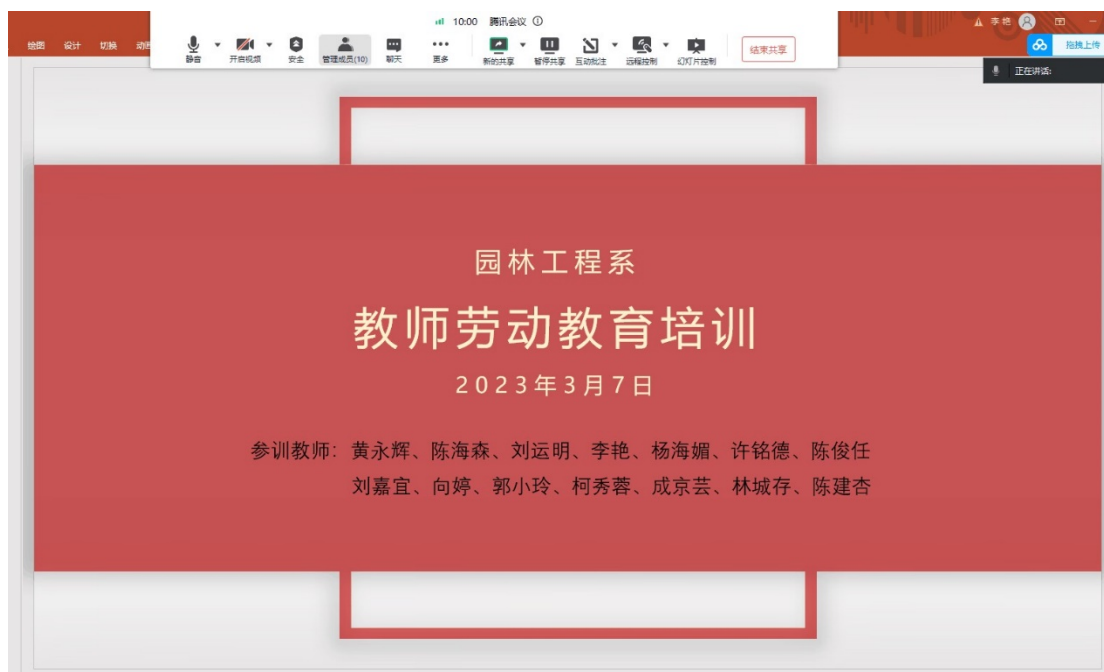 10:00 腾讯会议
李艳
绘图 设计 切换 动画
静音 开启视频 安全 管理成员(10) 聊天 更多 新的共享 暂停共享 互动批注 远程控制 幻灯片控制 结束共享
拖拽上传
正在讲话:
园林工程系
教师劳动教育培训
2023年3月7日
参训教师：黄永辉、陈海森、刘运明、李艳、杨海媚、许铭德、陈俊任
刘嘉宜、向婷、郭小玲、柯秀蓉、成京芸、林城存、陈建杏